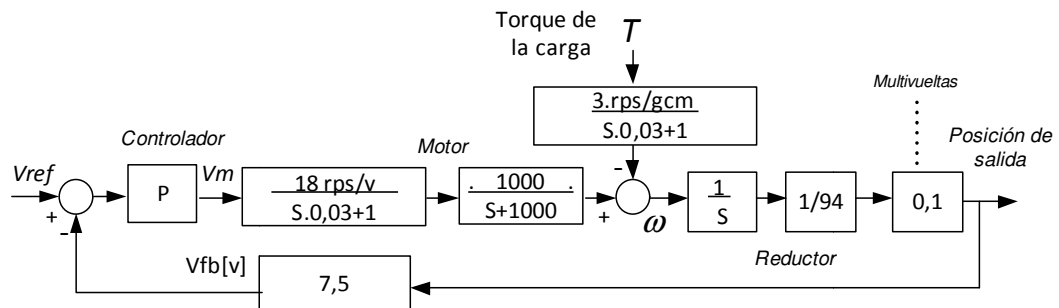 Torque de
la carga
T
3.rps/gcm
S.0,03+1
Multivueltas
Controlador
Motor
Posición de
salida
Vref
+
-
P
Vm
18 rps/v
S.0,03+1
. 1000 .
S+1000
-
+
ω
1
S
1/94
0,1
Reductor
Vfb[v]
7,5